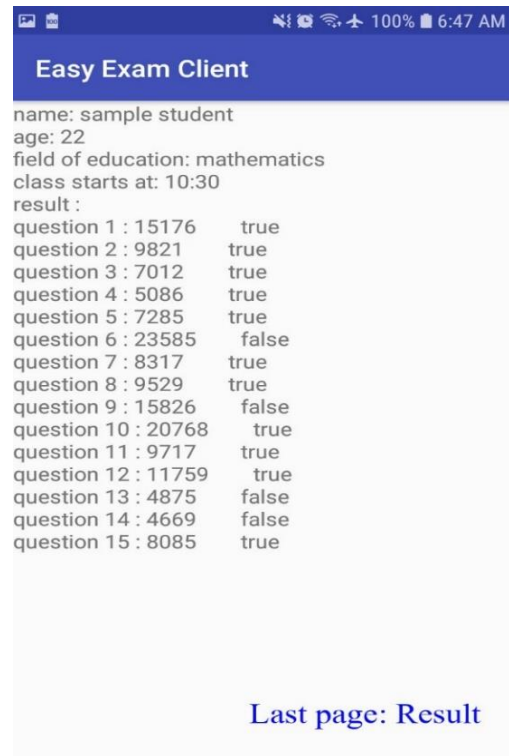 100% 6:47 AM
Easy Exam Client
name: sample student
age: 22
field of education: mathematics
class starts at: 10:30
result :
question 1 : 15176 true
question 2 : 9821 true
question 3 : 7012 true
question 4 : 5086 true
question 5 : 7285 true
question 6 : 23585 false
question 7 : 8317 true
question 8 : 9529 true
question 9 : 15826 false
question 10 : 20768 true
question 11 : 9717 true
question 12 : 11759 true
question 13 : 4875 false
question 14 : 4669 false
question 15 : 8085 true
Last page: Result